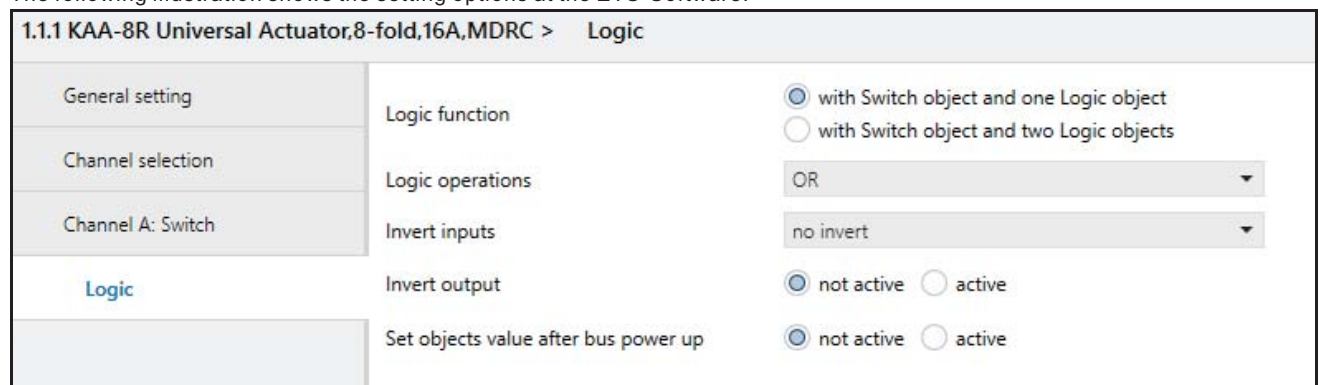 The following illustration shows the setting options at the ETS-Software:
1.1.1 KAA-8R Universal Actuator,8-fold,16A,MDRC > Logic
General setting
Channel selection
Channel A: Switch
Logic
Logic function
with Switch object and one Logic object
with Switch object and two Logic objects
Logic operations
OR
Invert inputs
no invert
Invert output
not active active
Set objects value after bus power up
not active active